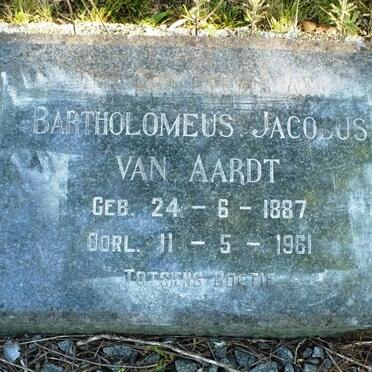 BARTHOLOMEUS JACOBUS
VAN AARDT
GEB. 24 - 6 - 1887
OORL. 11 - 5 - 1961
TOTSIENS BOETIE